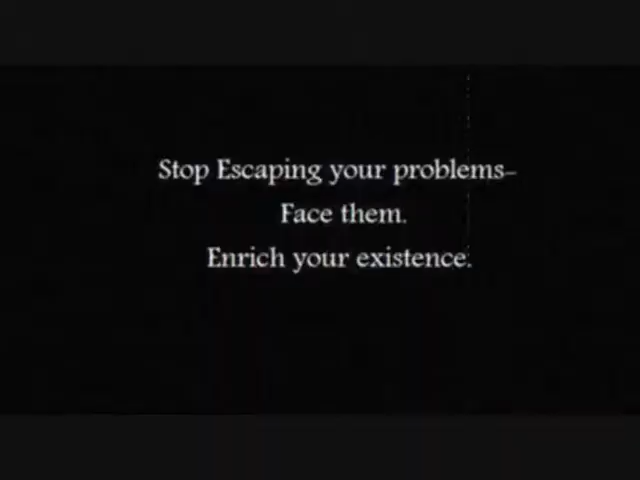 Stop Escaping your problems-
Face them.
Enrich your existence.